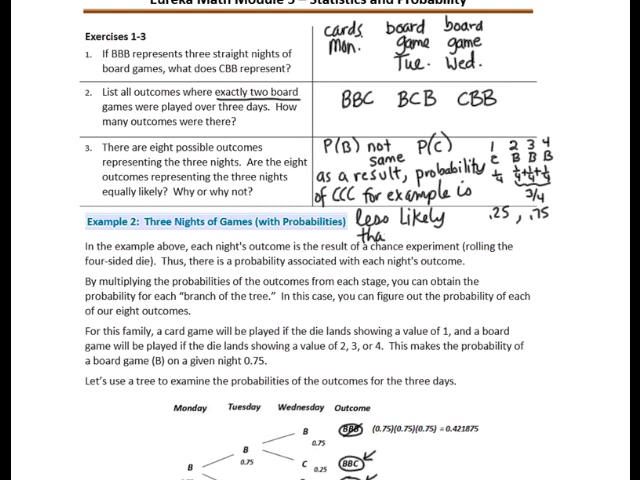 Eureka Math Module 5 – Statistics and Probability
Exercises 1-3
1. If BBB represents three straight nights of
board games, what does CBB represent?
cards board board
Mon. game game
Tue. Wed.
2. List all outcomes where exactly two board
games were played over three days. How
many outcomes were there?
BBC BCB CBB
3. There are eight possible outcomes
representing the three nights. Are the eight
outcomes representing the three nights
equally likely? Why or why not?
P(B) not P(C)
same
as a result, probability
of CCC for example is
less likely
tha
1 2 3 4
C B B B
1/4 1/4+1/4+1/4
3/4
.25, .75
Example 2: Three Nights of Games (with Probabilities)
In the example above, each night's outcome is the result of a chance experiment (rolling the
four-sided die). Thus, there is a probability associated with each night's outcome.
By multiplying the probabilities of the outcomes from each stage, you can obtain the
probability for each "branch of the tree." In this case, you can figure out the probability of each
of our eight outcomes.
For this family, a card game will be played if the die lands showing a value of 1, and a board
game will be played if the die lands showing a value of 2, 3, or 4. This makes the probability of
a board game (B) on a given night 0.75.
Let's use a tree to examine the probabilities of the outcomes for the three days.
Monday Tuesday Wednesday Outcome
B BBB (0.75)(0.75)(0.75) = 0.421875
0.75
B
0.75
C 0.25 BBC
B